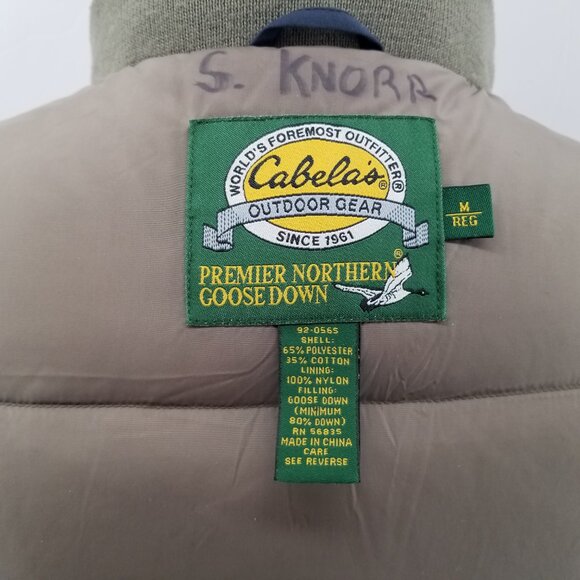 S. KNORR
WORLD'S FOREMOST OUTFITTER®
Cabela's®
OUTDOOR GEAR
SINCE 1961
PREMIER NORTHERN®
GOOSE DOWN
M
REG
92-0565
SHELL:
65% POLYESTER
35% COTTON
LINING:
100% NYLON
FILLING:
GOOSE DOWN
(MINIMUM
80% DOWN)
RN 56835
MADE IN CHINA
CARE
SEE REVERSE